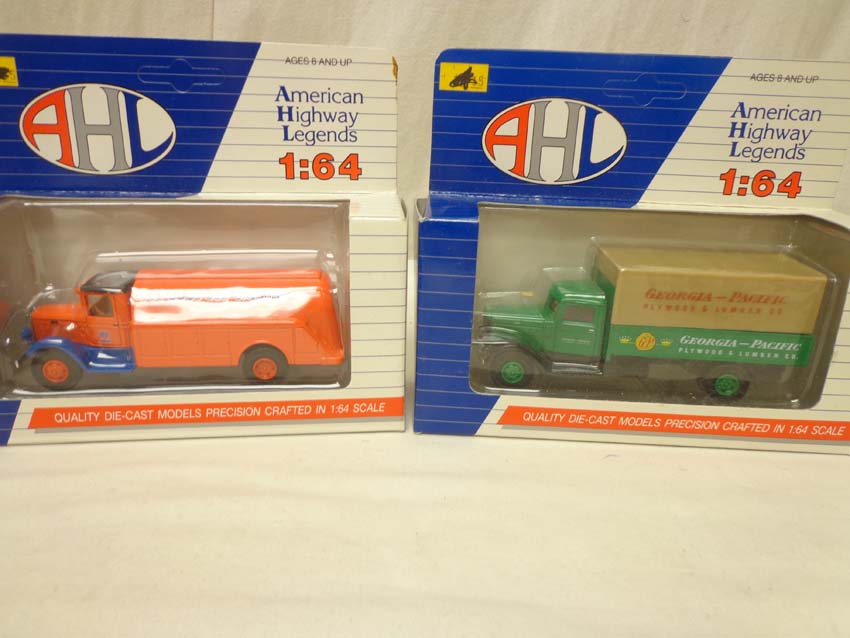 AGES 8 AND UP
AHL
American
Highway
Legends
1:64
QUALITY DIE-CAST MODELS PRECISION CRAFTED IN 1:64 SCALE
AGES 8 AND UP
AHL
American
Highway
Legends
1:64
GEORGIA-PACIFIC
PLYWOOD & LUMBER CO.
GEORGIA-PACIFIC
PLYWOOD & LUMBER CO.
QUALITY DIE-CAST MODELS PRECISION CRAFTED IN 1:64 SCALE